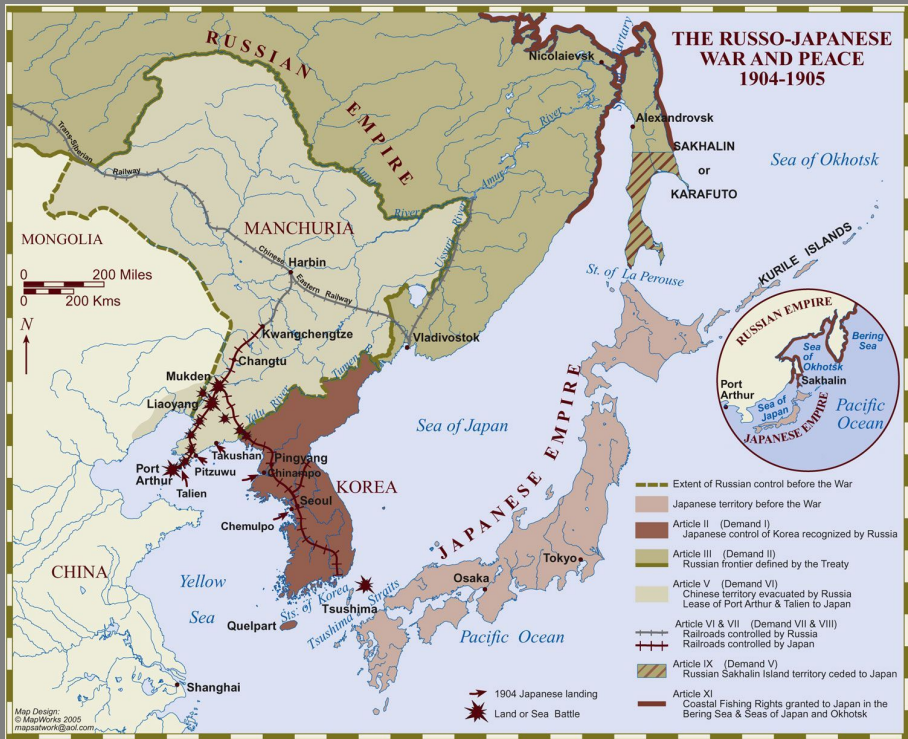 THE RUSSO-JAPANESE
WAR AND PEACE
1904-1905
RUSSIAN
EMPIRE
Nicolaievsk
Tartary
Alexandrovsk
SAKHALIN
or
KARAFUTO
Sea of Okhotsk
River
Amur
Amur
River
Ussuri River
Trans-Siberian
Railway
MONGOLIA
MANCHURIA
Chinese
Eastern Railway
Harbin
200 Miles
200 Kms
N
St. of La Perouse
KURILE ISLANDS
Kwangchengtze
Vladivostok
Changtu
Tumen
Mukden
Liaoyang
Yalu River
Sea of Japan
JAPANESE EMPIRE
Takushan
Pitzuwu
Port
Arthur
Talien
Pingyang
Chinampo
Seoul
KOREA
Chemulpo
CHINA
Yellow
Sea
Sts. of Korea
Tsushima
Tsushima Straits
Quelpart
Osaka
Tokyo
Pacific Ocean
Shanghai
RUSSIAN EMPIRE
Bering
Sea
Sea
of
Okhotsk
Sakhalin
Port
Arthur
Sea of
Japan
JAPANESE EMPIRE
Pacific
Ocean
Extent of Russian control before the War
Japanese territory before the War
Article II (Demand I)
Japanese control of Korea recognized by Russia
Article III (Demand II)
Russian frontier defined by the Treaty
Article V (Demand VI)
Chinese territory evacuated by Russia
Lease of Port Arthur & Talien to Japan
Article VI & VII (Demand VII & VIII)
Railroads controlled by Russia
Railroads controlled by Japan
Article IX (Demand V)
Russian Sakhalin Island territory ceded to Japan
Article XI
Coastal Fishing Rights granted to Japan in the
Bering Sea & Seas of Japan and Okhotsk
1904 Japanese landing
Land or Sea Battle
Map Design:
© MapWorks 2005
mapsatwork@aol.com